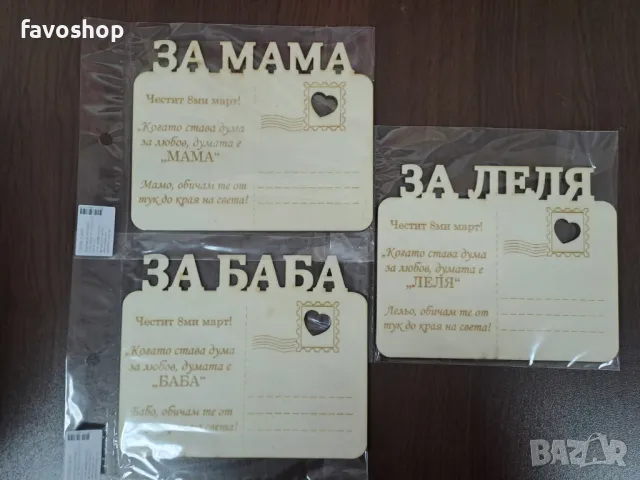 favoshop
ЗА МАМА
Честит 8ми март!
„Когато става дума
за любов, думата е
„МАМА“
Мамо, обичам те от
тук до края на света!
ЗА ЛЕЛЯ
Честит 8ми март!
„Когато става дума
за любов, думата е
„ЛЕЛЯ“
Лельо, обичам те от
тук до края на света!
ЗА БАБА
Честит 8ми март!
„Когато става дума
за любов, думата е
„БАБА“
Бабо, обичам те от
на света!
BAZAR